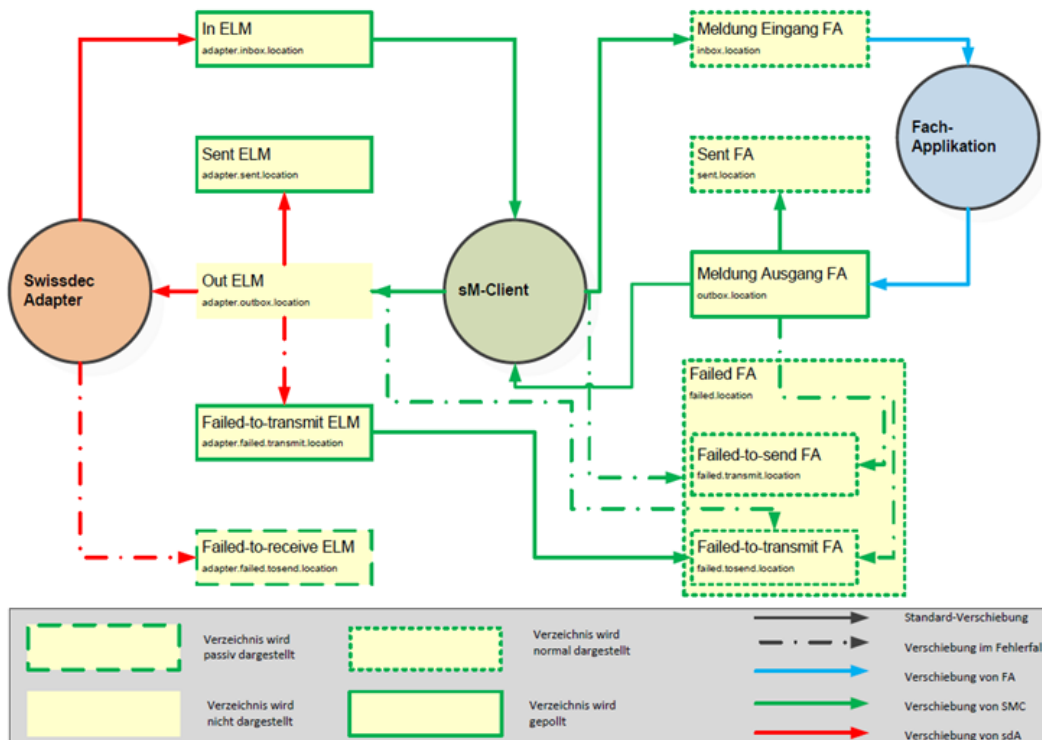 In ELM
adapter.inbox.location
Meldung Eingang FA
inbox.location
Fach-
Applikation
Sent ELM
adapter.sent.location
Sent FA
sent.location
Swissdec
Adapter
Out ELM
adapter.outbox.location
sM-Client
Meldung Ausgang FA
outbox.location
Failed FA
failed.location
Failed-to-transmit ELM
adapter.failed.transmit.location
Failed-to-send FA
failed.transmit.location
Failed-to-receive ELM
adapter.failed.tosend.location
Failed-to-transmit FA
failed.tosend.location
Verzeichnis wird
passiv dargestellt
Verzeichnis wird
normal dargestellt
Verzeichnis wird
nicht dargestellt
Verzeichnis wird
gepollt
Standard-Verschiebung
Verschiebung im Fehlerfal
Verschiebung von FA
Verschiebung von SMC
Verschiebung von sdA